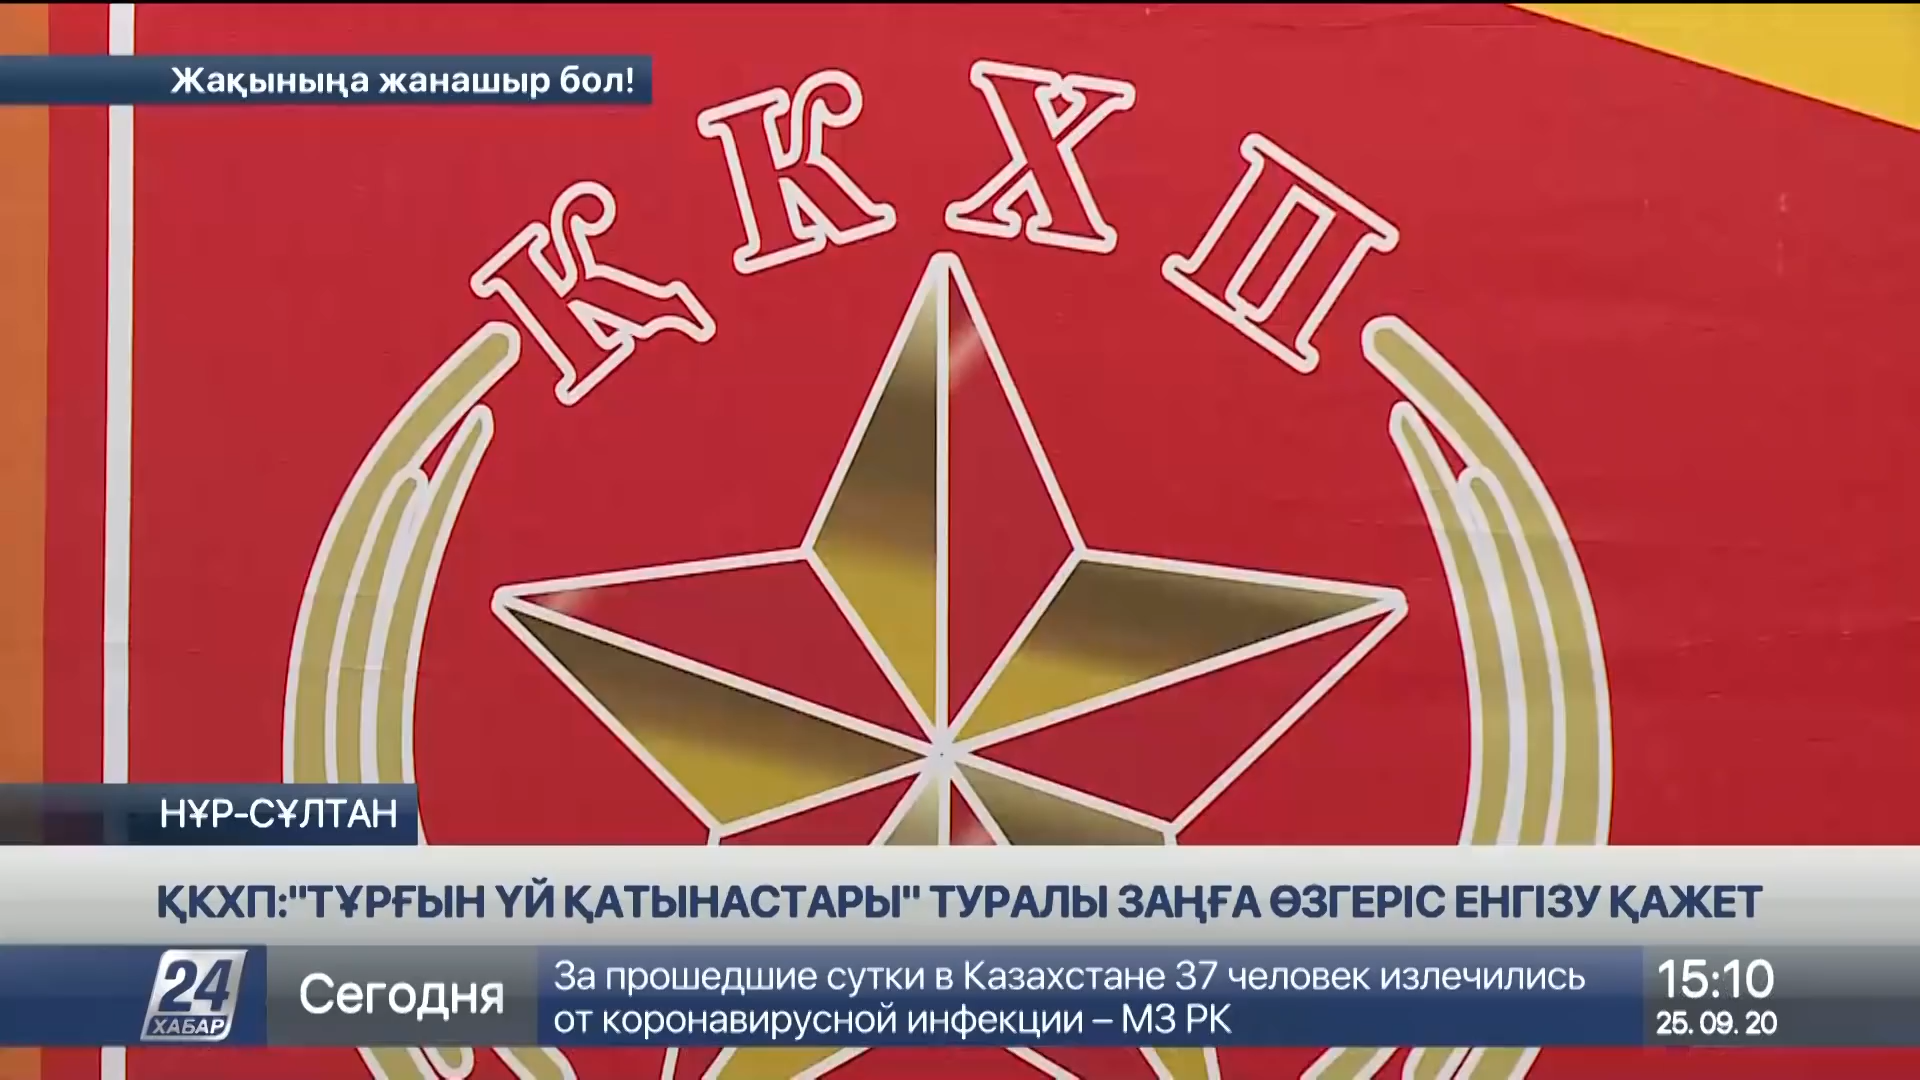 Жақыныңа жанашыр бол!
ҚКХП
НҰР-СҰЛТАН
ҚКХП:"ТҰРҒЫН ҮЙ ҚАТЫНАСТАРЫ" ТУРАЛЫ ЗАҢҒА ӨЗГЕРІС ЕНГІЗУ ҚАЖЕТ
24
ХАБАР
Сегодня
За прошедшие сутки в Казахстане 37 человек излечились
от коронавирусной инфекции – МЗ РК
15:10
25. 09. 20